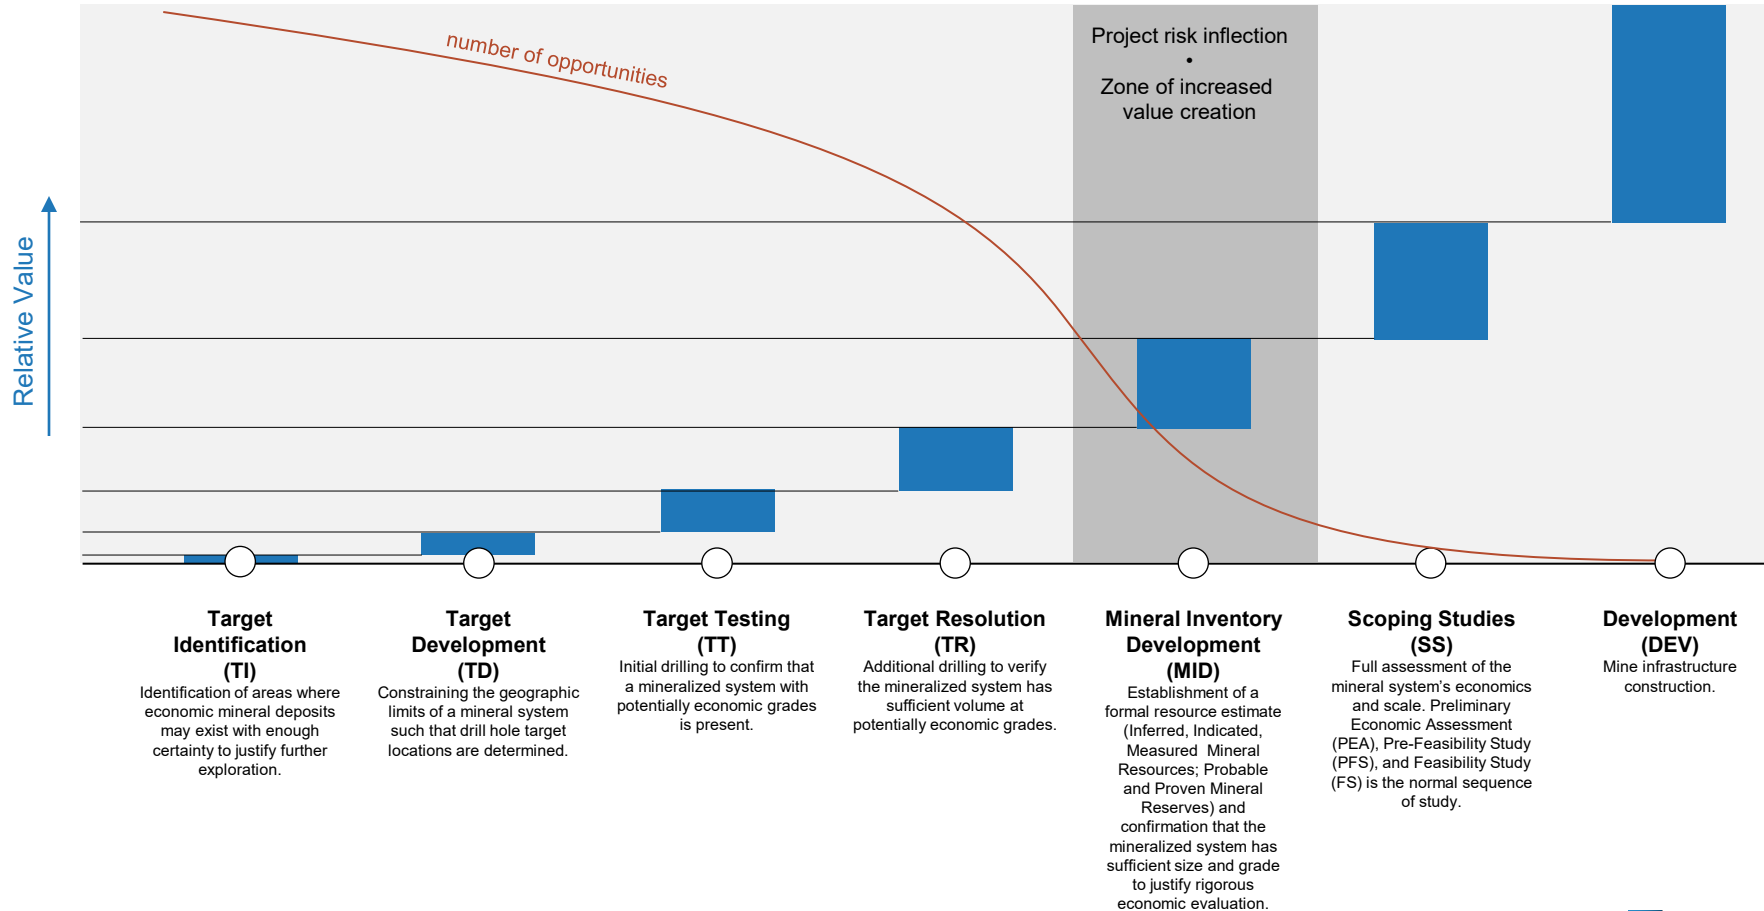 number of opportunities
Project risk inflection
•
Zone of increased
value creation
Relative Value
Target
Identification
(TI)
Identification of areas where
economic mineral deposits
may exist with enough
certainty to justify further
exploration.
Target
Development
(TD)
Constraining the geographic
limits of a mineral system
such that drill hole target
locations are determined.
Target Testing
(TT)
Initial drilling to confirm that
a mineralized system with
potentially economic grades
is present.
Target Resolution
(TR)
Additional drilling to verify
the mineralized system has
sufficient volume at
potentially economic grades.
Mineral Inventory
Development
(MID)
Establishment of a
formal resource estimate
(Inferred, Indicated,
Measured Mineral
Resources; Probable
and Proven Mineral
Reserves) and
confirmation that the
mineralized system has
sufficient size and grade
to justify rigorous
economic evaluation.
Scoping Studies
(SS)
Full assessment of the
mineral system's economics
and scale. Preliminary
Economic Assessment
(PEA), Pre-Feasibility Study
(PFS), and Feasibility Study
(FS) is the normal sequence
of study.
Development
(DEV)
Mine infrastructure
construction.